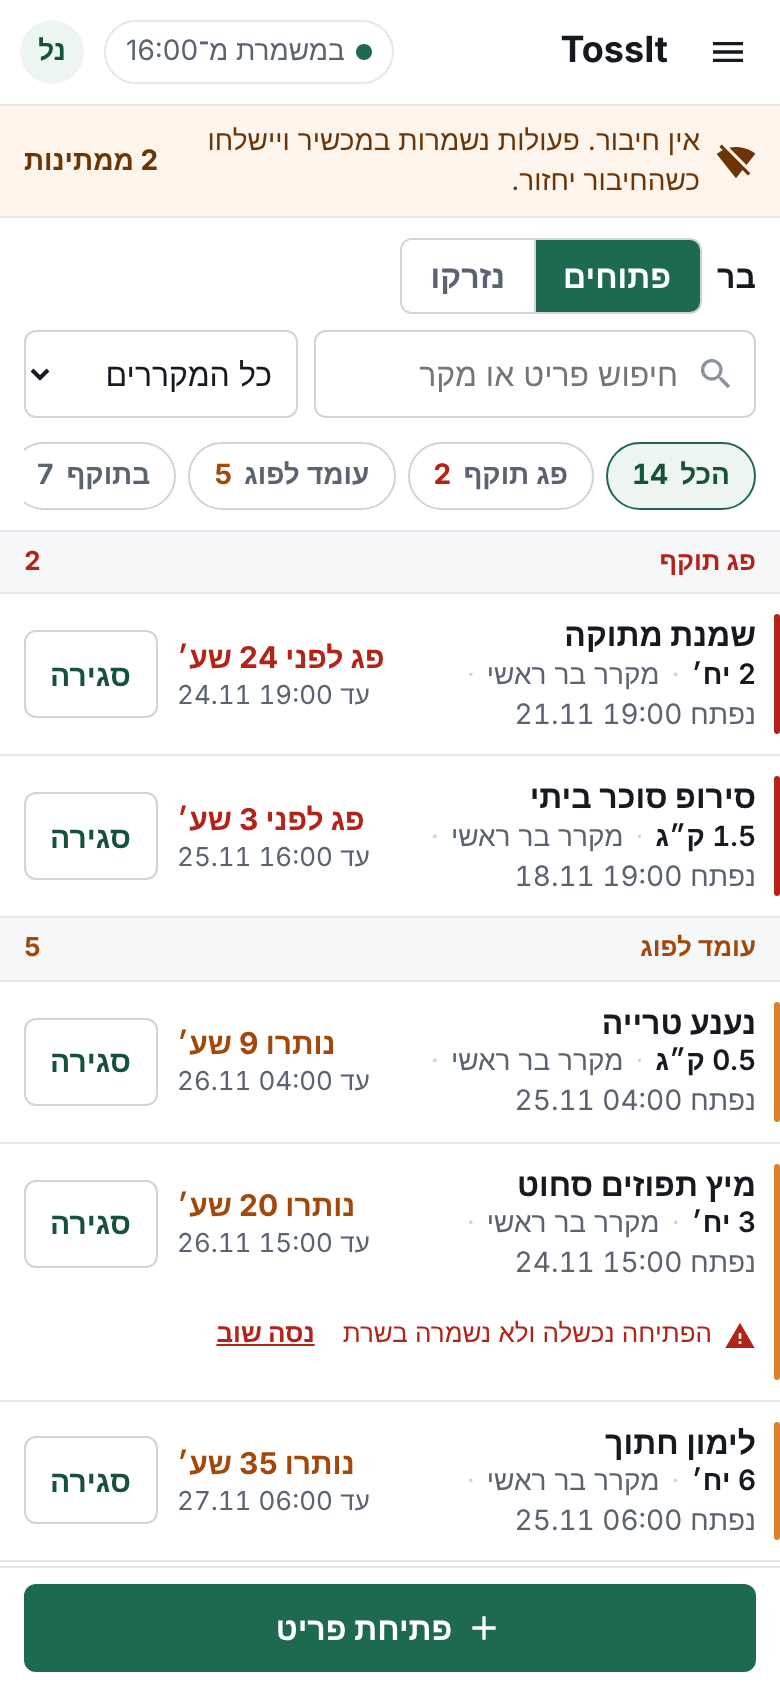 TossIt
במשמרת מ־16:00
נל
אין חיבור. פעולות נשמרות במכשיר ויישלחו
כשהחיבור יחזור.
2 ממתינות
בר
פתוחים
נזרקו
חיפוש פריט או מקר
כל המקררים
הכל 14
פג תוקף 2
עומד לפוג 5
בתוקף 7
פג תוקף 2
שמנת מתוקה
2 יח׳ · מקרר בר ראשי ·
נפתח 21.11 19:00
פג לפני 24 שע׳
עד 24.11 19:00
סגירה
סירופ סוכר ביתי
1.5 ק״ג · מקרר בר ראשי ·
נפתח 18.11 19:00
פג לפני 3 שע׳
עד 25.11 16:00
סגירה
עומד לפוג 5
נענע טרייה
0.5 ק״ג · מקרר בר ראשי ·
נפתח 25.11 04:00
נותרו 9 שע׳
עד 26.11 04:00
סגירה
מיץ תפוזים סחוט
3 יח׳ · מקרר בר ראשי ·
נפתח 24.11 15:00
נותרו 20 שע׳
עד 26.11 15:00
סגירה
הפתיחה נכשלה ולא נשמרה בשרת נסה שוב
לימון חתוך
6 יח׳ · מקרר בר ראשי ·
נפתח 25.11 06:00
נותרו 35 שע׳
עד 27.11 06:00
סגירה
+ פתיחת פריט